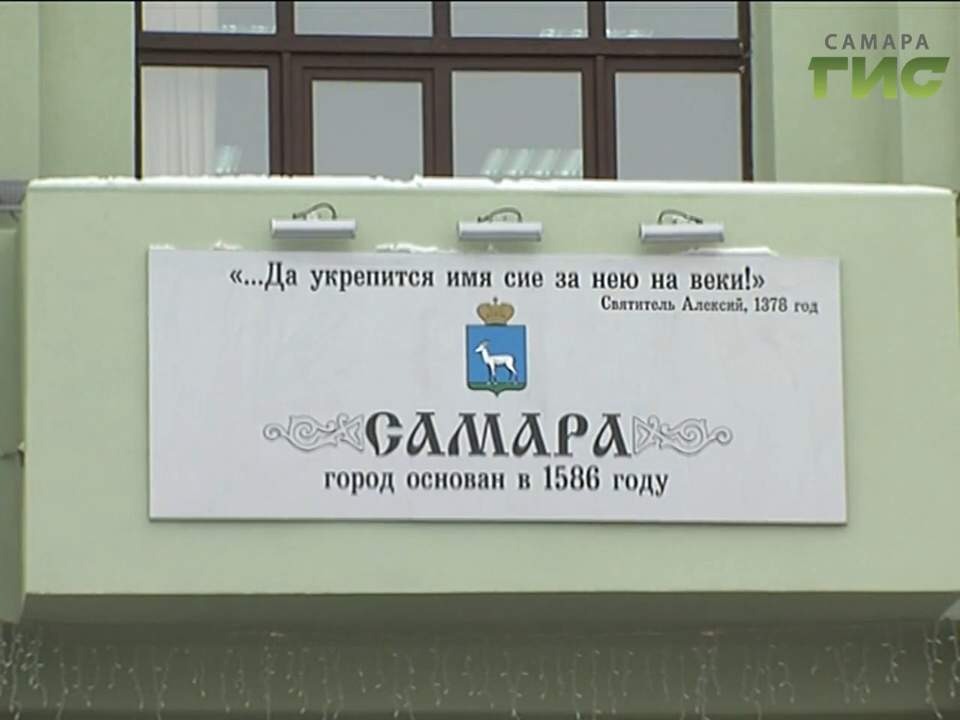 САМАРА
ГИС
«...Да укрепится имя сие за нею на веки!»
Святитель Алексий, 1378 год
САМАРА
город основан в 1586 году